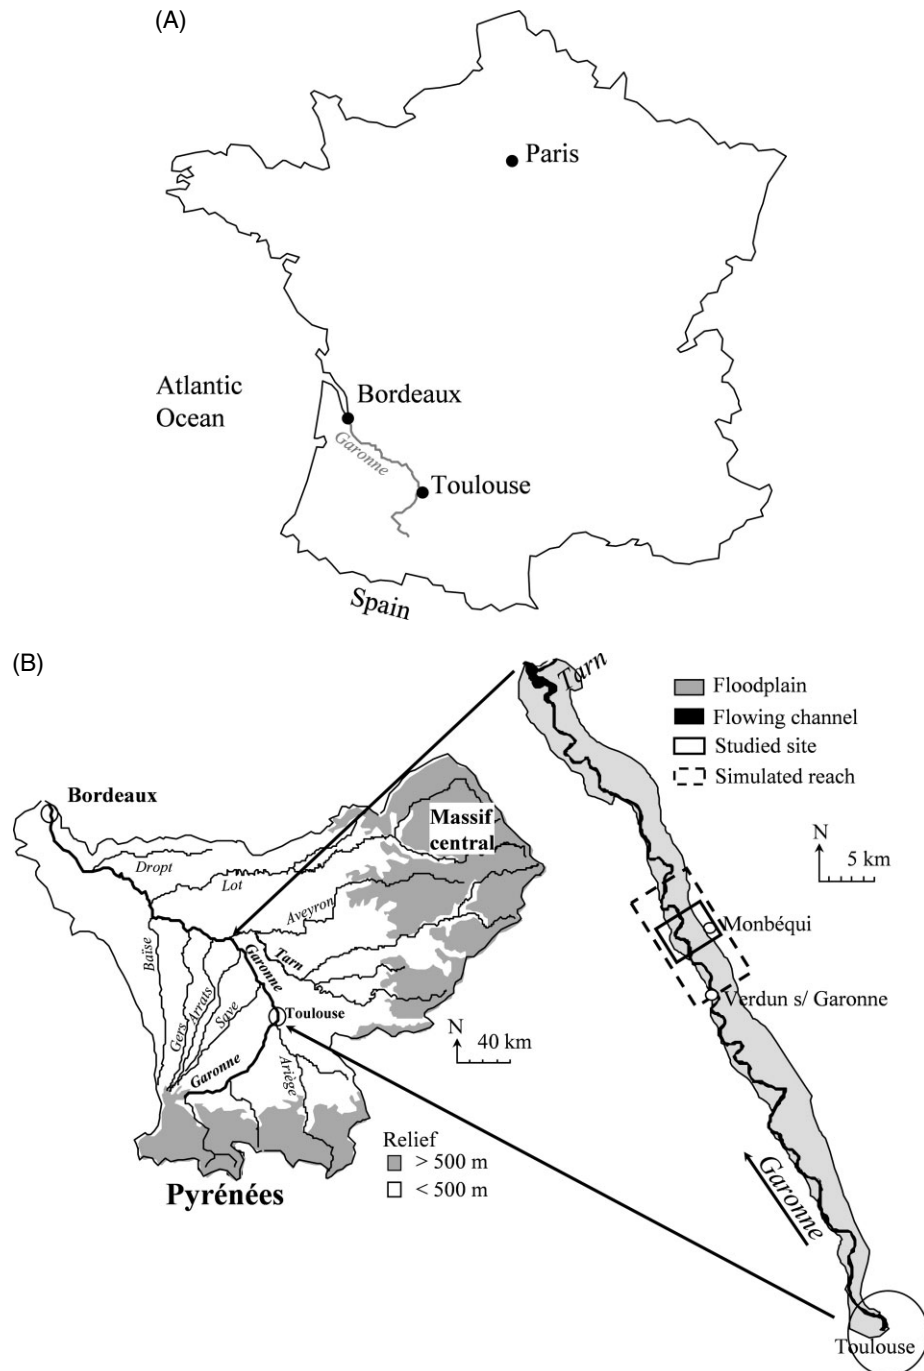 (A)
Paris
Atlantic
Ocean
Bordeaux
Garonne
Toulouse
Spain
(B)
Tarn
Floodplain
Flowing channel
Studied site
Simulated reach
N
5 km
Bordeaux
Massif
central
Dropt
Lot
Aveyron
Tarn
Garonne
Baise
Gers
Arrats
Save
Toulouse
N
40 km
Garonne
Ariège
Relief
> 500 m
< 500 m
Pyrénées
Monbéqui
Verdun s/ Garonne
Garonne
Toulouse